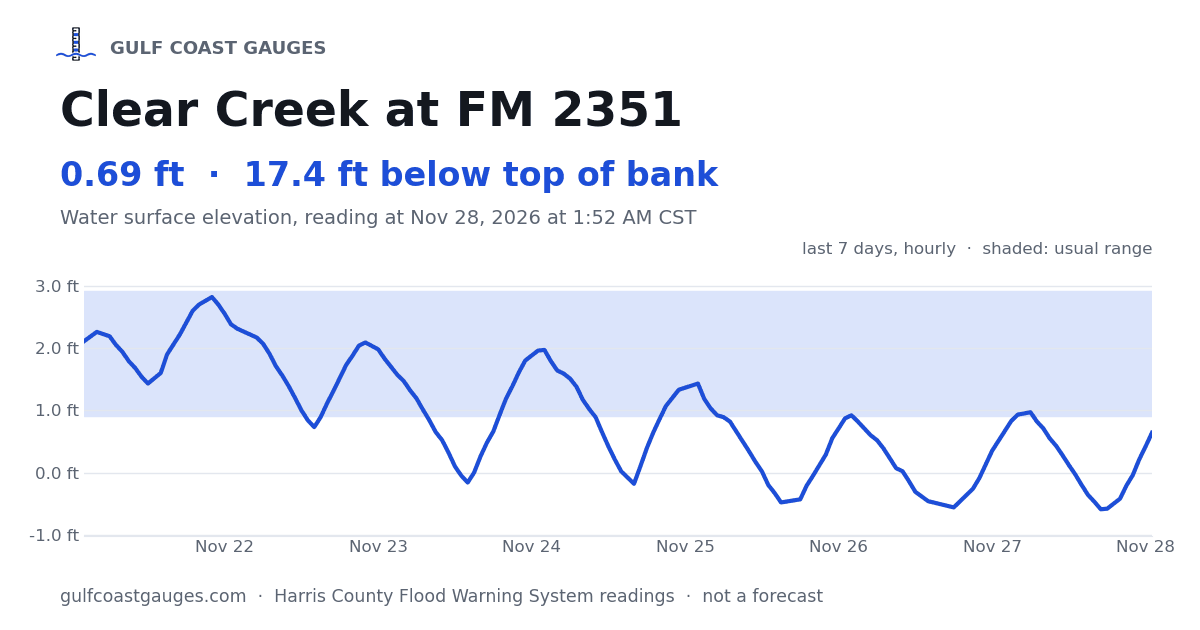 GULF COAST GAUGES
Clear Creek at FM 2351
0.69 ft · 17.4 ft below top of bank
Water surface elevation, reading at Nov 28, 2026 at 1:52 AM CST
last 7 days, hourly · shaded: usual range
3.0 ft
2.0 ft
1.0 ft
0.0 ft
-1.0 ft
Nov 22 Nov 23 Nov 24 Nov 25 Nov 26 Nov 27 Nov 28
gulfcoastgauges.com · Harris County Flood Warning System readings · not a forecast